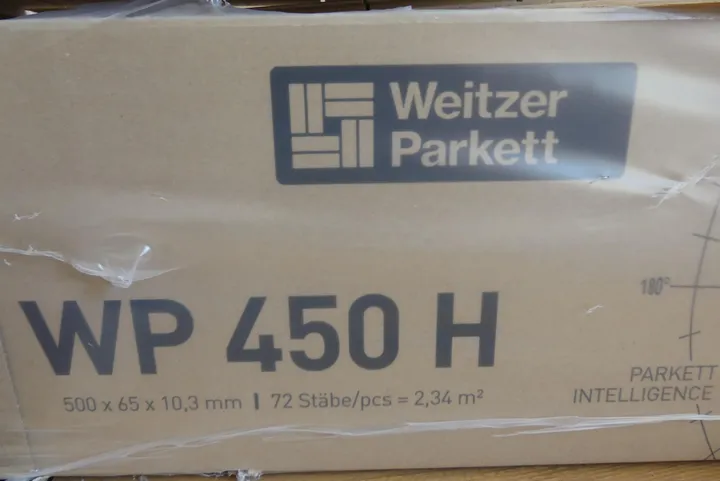 Weitzer
Parkett
180°
WP 450 H
500 x 65 x 10,3 mm | 72 Stäbe/pcs = 2,34 m²
PARKETT
INTELLIGENCE